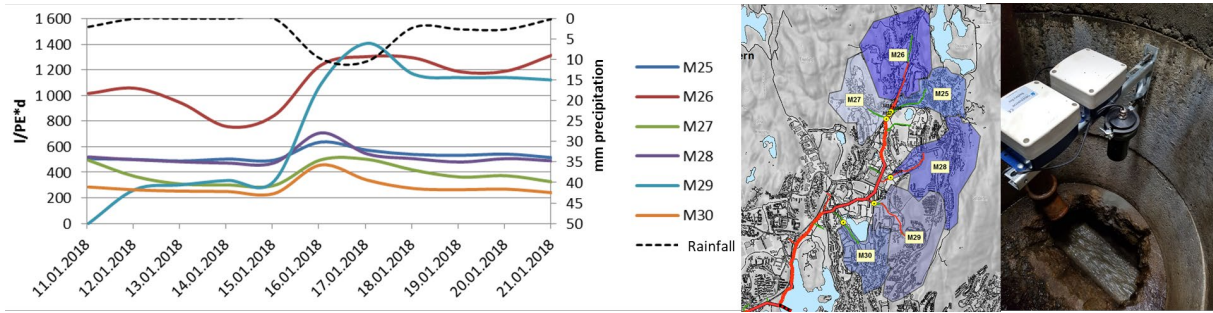 1 600
1 400
1 200
1 000
800
600
400
200
0
l/PE*d
0
5
10
15
20
25
30
35
40
45
50
mm precipitation
11.01.2018
12.01.2018
13.01.2018
14.01.2018
15.01.2018
16.01.2018
17.01.2018
18.01.2018
19.01.2018
20.01.2018
21.01.2018
M25
M26
M27
M28
M29
M30
Rainfall
ern
M26
M25
M27
M28
M29
M30